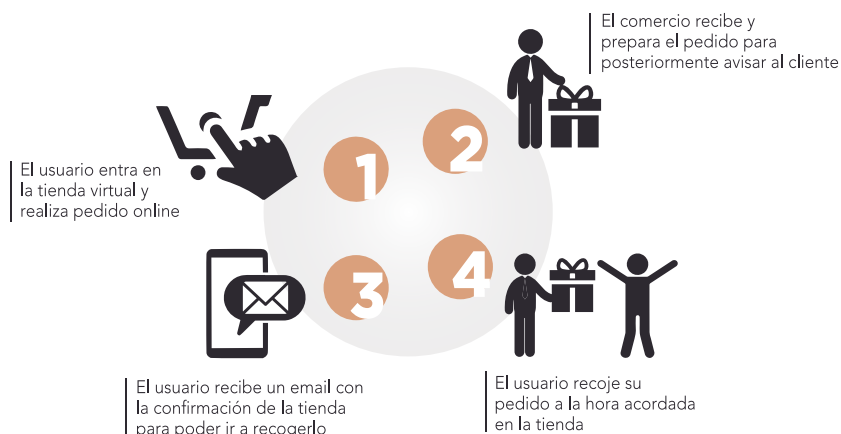 1
El usuario entra en
la tienda virtual y
realiza pedido online
2
El comercio recibe y
prepara el pedido para
posteriormente avisar al cliente
3
El usuario recibe un email con
la confirmación de la tienda
para poder ir a recogerlo
4
El usuario recoje su
pedido a la hora acordada
en la tienda